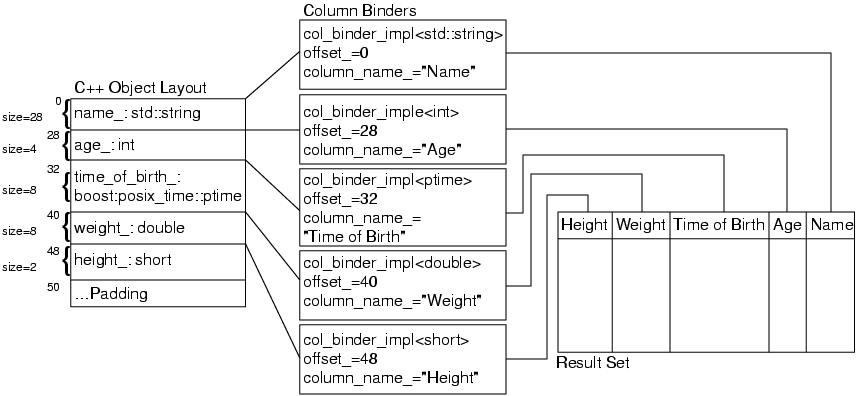 Column Binders
col_binder_impl<std::string>
offset_=0
column_name_="Name"
C++ Object Layout
0
size=28
name_: std::string
28
size=4
age_: int
32
size=8
time_of_birth_:
boost:posix_time::ptime
40
size=8
weight_: double
48
size=2
height_: short
50
...Padding
col_binder_imple<int>
offset_=28
column_name_="Age"
col_binder_impl<ptime>
offset_=32
column_name_=
"Time of Birth"
col_binder_impl<double>
offset_=40
column_name_="Weight"
col_binder_impl<short>
offset_=48
column_name_="Height"
Height Weight Time of Birth Age Name
Result Set